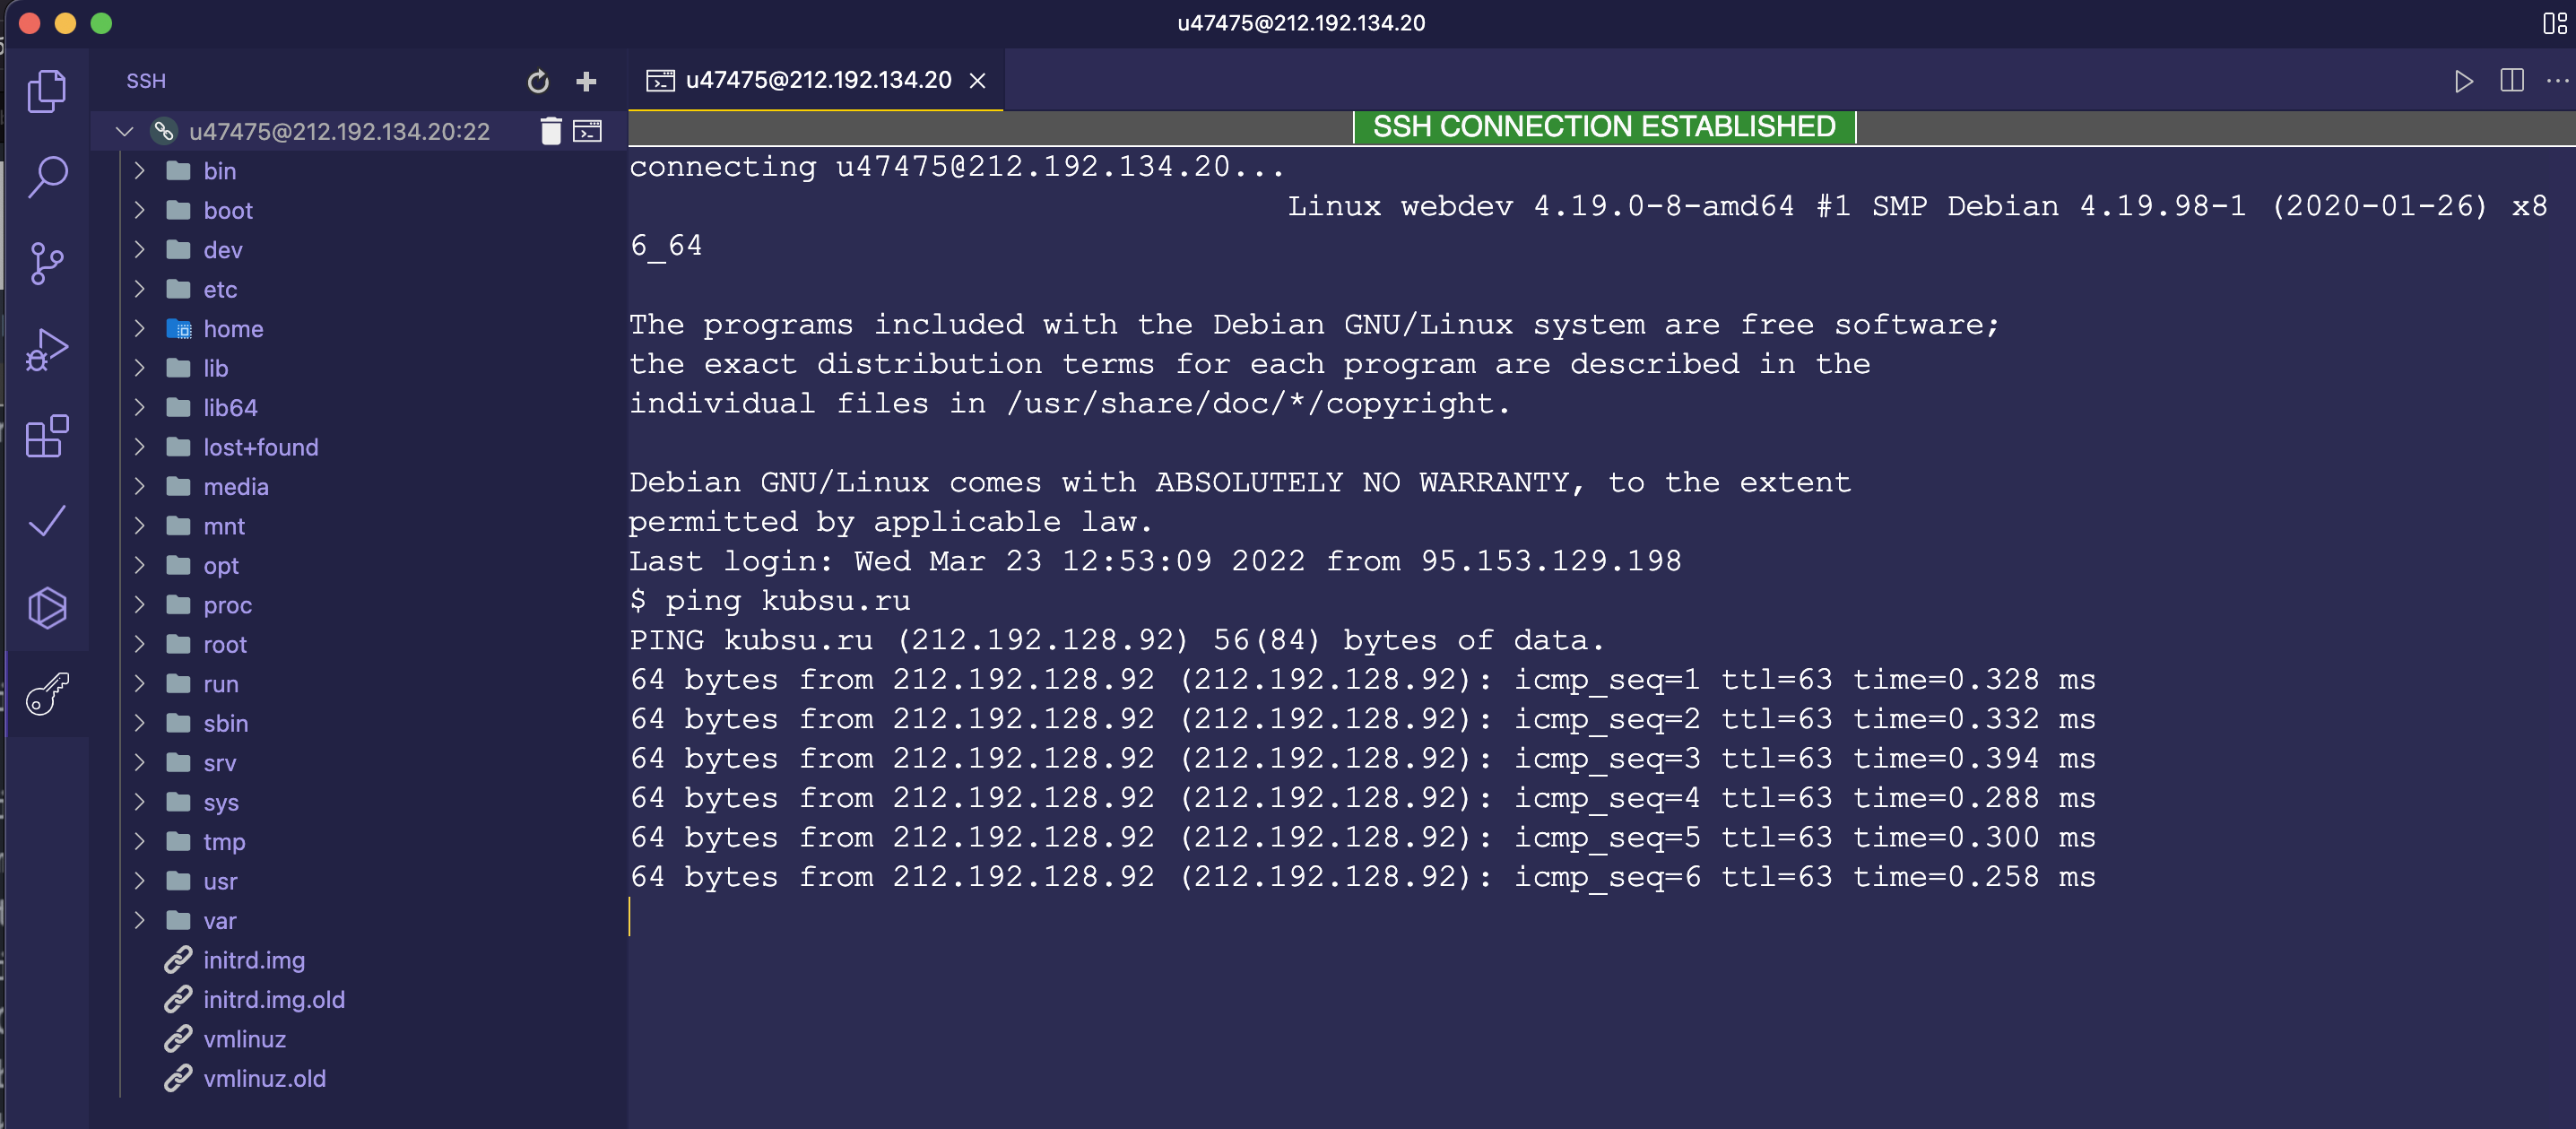 u47475@212.192.134.20
SSH
u47475@212.192.134.20:22
bin
boot
dev
etc
home
lib
lib64
lost+found
media
mnt
opt
proc
root
run
sbin
srv
sys
tmp
usr
var
initrd.img
initrd.img.old
vmlinuz
vmlinuz.old
u47475@212.192.134.20
SSH CONNECTION ESTABLISHED
connecting u47475@212.192.134.20...
Linux webdev 4.19.0-8-amd64 #1 SMP Debian 4.19.98-1 (2020-01-26) x8
6_64
The programs included with the Debian GNU/Linux system are free software;
the exact distribution terms for each program are described in the
individual files in /usr/share/doc/*/copyright.
Debian GNU/Linux comes with ABSOLUTELY NO WARRANTY, to the extent
permitted by applicable law.
Last login: Wed Mar 23 12:53:09 2022 from 95.153.129.198
$ ping kubsu.ru
PING kubsu.ru (212.192.128.92) 56(84) bytes of data.
64 bytes from 212.192.128.92 (212.192.128.92): icmp_seq=1 ttl=63 time=0.328 ms
64 bytes from 212.192.128.92 (212.192.128.92): icmp_seq=2 ttl=63 time=0.332 ms
64 bytes from 212.192.128.92 (212.192.128.92): icmp_seq=3 ttl=63 time=0.394 ms
64 bytes from 212.192.128.92 (212.192.128.92): icmp_seq=4 ttl=63 time=0.288 ms
64 bytes from 212.192.128.92 (212.192.128.92): icmp_seq=5 ttl=63 time=0.300 ms
64 bytes from 212.192.128.92 (212.192.128.92): icmp_seq=6 ttl=63 time=0.258 ms